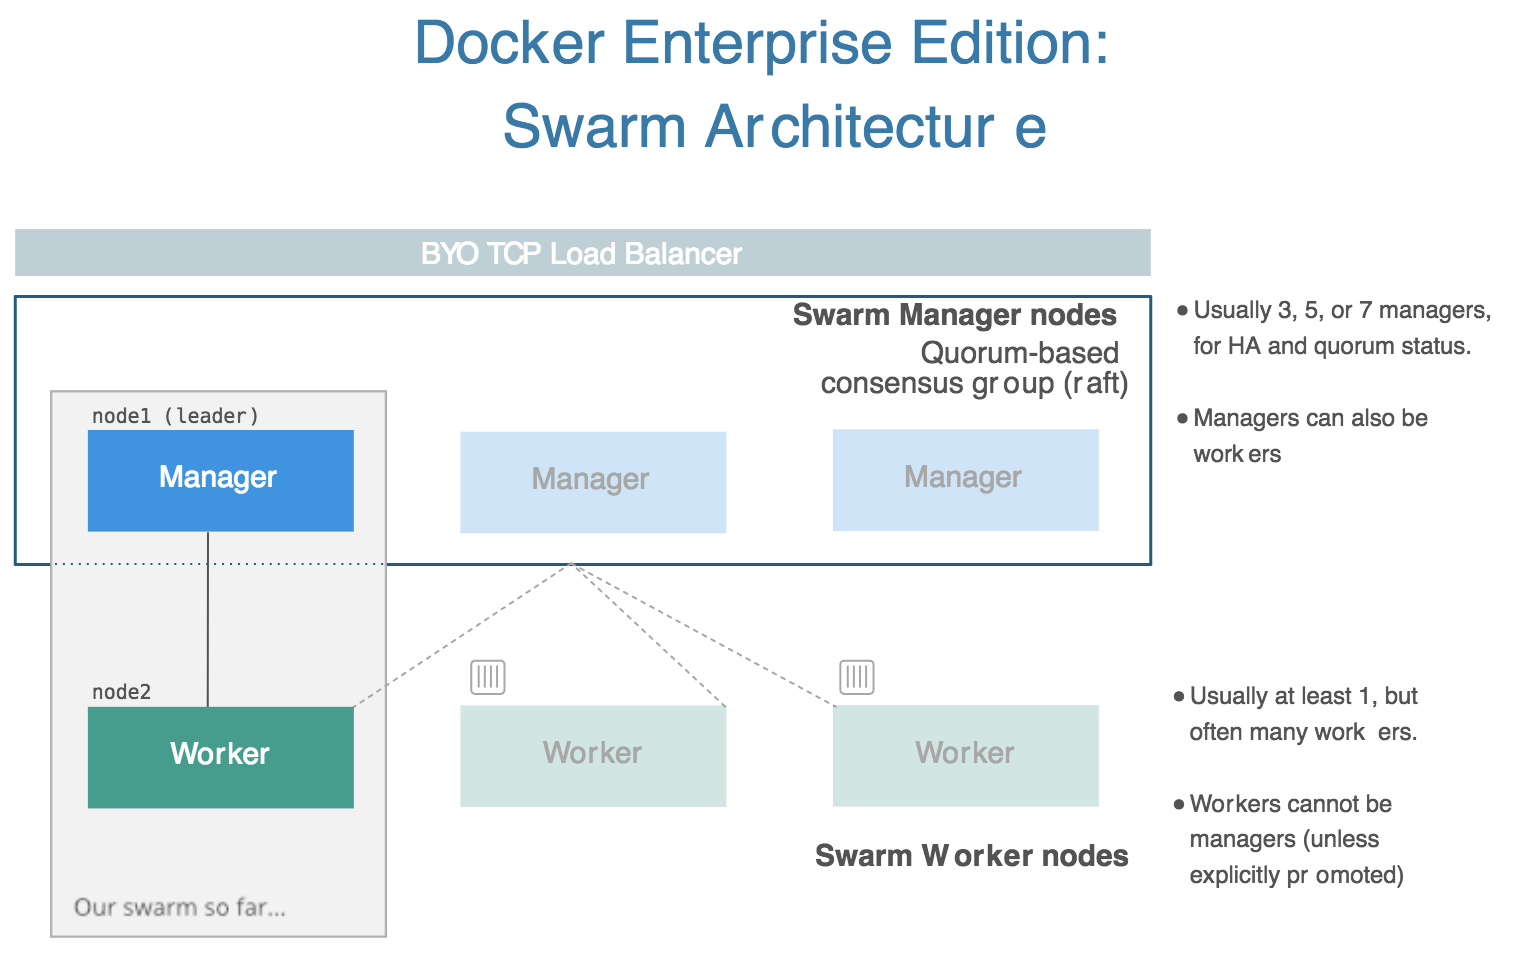 Docker Enterprise Edition:
Swarm Architectur e
BYO TCP Load Balancer
Swarm Manager nodes
Quorum-based
consensus group (raft)
node1 (leader)
Manager
Manager
Manager
• Usually 3, 5, or 7 managers,
for HA and quorum status.
• Managers can also be
work ers
node2
Worker
Worker
Worker
Swarm W orker nodes
Our swarm so far...
• Usually at least 1, but
often many work ers.
• Workers cannot be
managers (unless
explicitly pr omoted)